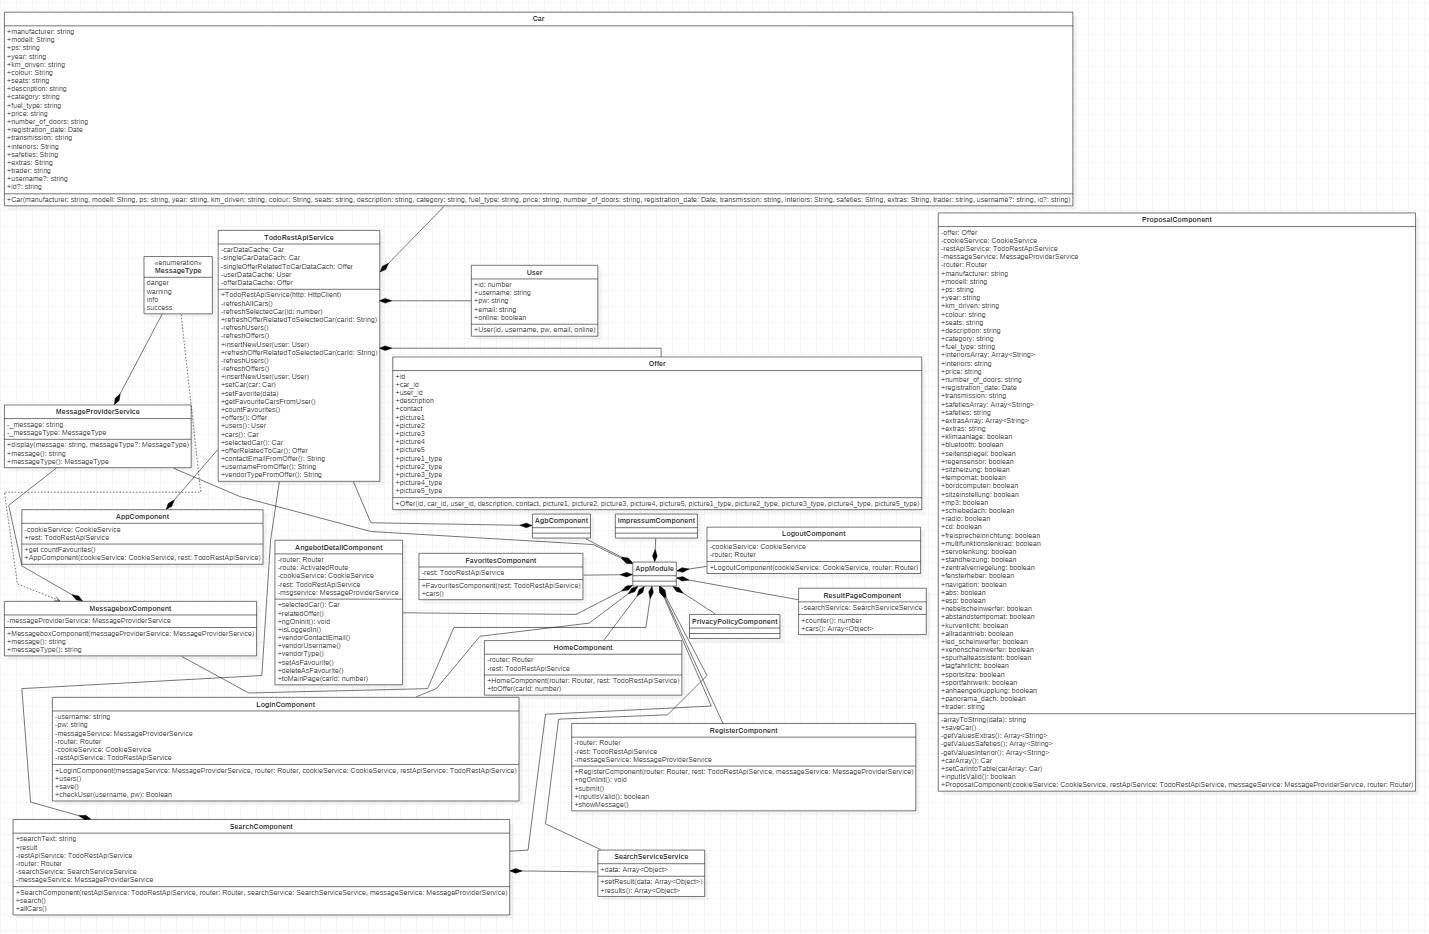 Car
+manufacturer: string
+modell: String
+ps: string
+year: string
+km_driven: string
+colour: String
+seats: string
+description: string
+category: string
+fuel_type: string
+price: string
+number_of_doors: string
+registration_date: Date
+transmission: string
+interiors: String
+safeties: String
+extras: String
+trader: string
+username?: string
+id?: string
+Car(manufacturer: string, modell: String, ps: string, year: string, km_driven: string, colour: String, seats: string, description: string, category: string, fuel_type: string, price: string, number_of_doors: string, registration_date: Date, transmission: string, interiors: String, safeties: String, extras: String, trader: string, username?: string, id?: string)
TodoRestApiService
-carDataCache: Car
-singleCarDataCach: Car
-singleOfferRelatedToCarDataCach: Offer
-userDataCache: User
-offerDataCache: Offer
+TodoRestApiService(http: HttpClient)
-refreshAllCars()
-refreshSelectedCar(id: number)
+refreshOfferRelatedToSelectedCar(carid: String)
-refreshUsers()
-refreshOffers()
+insertNewUser(user: User)
+refreshOfferRelatedToSelectedCar(carId: String)
-refreshUsers()
-refreshOffers()
+insertNewUser(user: User)
+setCar(car: Car)
+setFavorite(data)
+getFavouriteCarsFromUser()
+countFavourites()
+offers(): Offer
+users(): User
+cars(): Car
+selectedCar(): Car
+offerRelatedToCar(): Offer
+contactEmailFromOffer(): String
+usernameFromOffer(): String
+vendorTypeFromOffer(): String
«enumeration»
MessageType
danger
warning
info
success
User
+id: number
+username: string
+pw: string
+email: string
+online: boolean
+User(id, username, pw, email, online)
Offer
+id
+car_id
+user_id
+description
+contact
+picture1
+picture2
+picture3
+picture4
+picture5
+picture1_type
+picture2_type
+picture3_type
+picture4_type
+picture5_type
+Offer(id, car_id, user_id, description, contact, picture1, picture2, picture3, picture4, picture5, picture1_type, picture2_type, picture3_type, picture4_type, picture5_type)
ProposalComponent
-offer: Offer
-cookieService: CookieService
-restApiService: TodoRestApiService
-messageService: MessageProviderService
-router: Router
+manufacturer: string
+modell: string
+ps: string
+year: string
+km_driven: string
+colour: string
+seats: string
+description: string
+category: string
+fuel_type: string
+interiorsArray: Array<String>
+interiors: string
+price: string
+number_of_doors: string
+registration_date: Date
+transmission: string
+safetiesArray: Array<String>
+safeties: string
+extrasArray: Array<String>
+extras: string
+klimaanlage: boolean
+bluetooth: boolean
+seitenspiegel: boolean
+regensensor: boolean
+sitzheizung: boolean
+tempomat: boolean
+bordcomputer: boolean
+sitzeinstellung: boolean
+mp3: boolean
+schiebedach: boolean
+radio: boolean
+cd: boolean
+freisprecheinrichtung: boolean
+multifunktionslenkrad: boolean
+servolenkung: boolean
+standheizung: boolean
+zentralverregelung: boolean
+fensterheber: boolean
+navigation: boolean
+abs: boolean
+esp: boolean
+nebelscheinwerfer: boolean
+abstandstempomat: boolean
+kurvenlicht: boolean
+allradantrieb: boolean
+led_scheinwerfer: boolean
+xenonscheinwerfer: boolean
+spurhalteassistent: boolean
+tagfahrlicht: boolean
+sportsitze: boolean
+sportfahrwerk: boolean
+anhaengerkupplung: boolean
+panorama_dach: boolean
+trader: string
-arrayToString(data): string
+saveCar()
-getValuesExtras(): Array<String>
-getValuesSafeties(): Array<String>
-getValuesInterior(): Array<String>
+carArray(): Car
+setCarIntoTable(carArray: Car)
+inputIsValid(): boolean
+ProposalComponent(cookieService: CookieService, restApiService: TodoRestApiService, messageService: MessageProviderService, router: Router)
MessageProviderService
-_message: string
-_messageType: MessageType
+display(message: string, messageType?: MessageType)
+message(): string
+messageType(): MessageType
AppComponent
-cookieService: CookieService
+rest: TodoRestApiService
+get countFavourites()
+AppComponent(cookieService: CookieService, rest: TodoRestApiService)
AngebotDetailComponent
-router: Router
-route: ActivatedRoute
-cookieService: CookieService
-rest: TodoRestApiService
-msgservice: MessageProviderService
+selectedCar(): Car
+relatedOffer()
+ngOnInit(): void
+isLoggedIn()
+vendorContactEmail()
+vendorUsername()
+vendorType()
+setAsFavourite()
+deleteAsFavourite()
+toMainPage(carId: number)
FavoritesComponent
-rest: TodoRestApiService
+FavouritesComponent(rest: TodoRestApiService)
+cars()
AgbComponent
ImpressumComponent
AppModule
LogoutComponent
-cookieService: CookieService
-router: Router
+LogoutComponent(cookieService: CookieService, router: Router)
ResultPageComponent
-searchService: SearchServiceService
+counter(): number
+cars(): Array<Object>
PrivacyPolicyComponent
MessageboxComponent
-messageProviderService: MessageProviderService
+MessageboxComponent(messageProviderService: MessageProviderService)
+message(): string
+messageType(): string
HomeComponent
-router: Router
-rest: TodoRestApiService
+HomeComponent(router: Router, rest: TodoRestApiService)
+toOffer(carId: number)
LoginComponent
-username: string
-pw: string
-messageService: MessageProviderService
-router: Router
-cookieService: CookieService
-restApiService: TodoRestApiService
+LoginComponent(messageService: MessageProviderService, router: Router, cookieService: CookieService, restApiService: TodoRestApiService)
+users()
+save()
+checkUser(username, pw): Boolean
RegisterComponent
-router: Router
-rest: TodoRestApiService
-messageService: MessageProviderService
+RegisterComponent(router: Router, rest: TodoRestApiService, messageService: MessageProviderService)
+ngOnInit(): void
+submit()
+inputIsValid(): boolean
+showMessage()
SearchComponent
+searchText: string
+result
-restApiService: TodoRestApiService
-router: Router
-searchService: SearchServiceService
-messageService: MessageProviderService
+SearchComponent(restApiService: TodoRestApiService, router: Router, searchService: SearchServiceService, messageService: MessageProviderService)
+search()
+allCars()
SearchServiceService
+data: Array<Object>
+setResult(data: Array<Object>)
+results(): Array<Object>